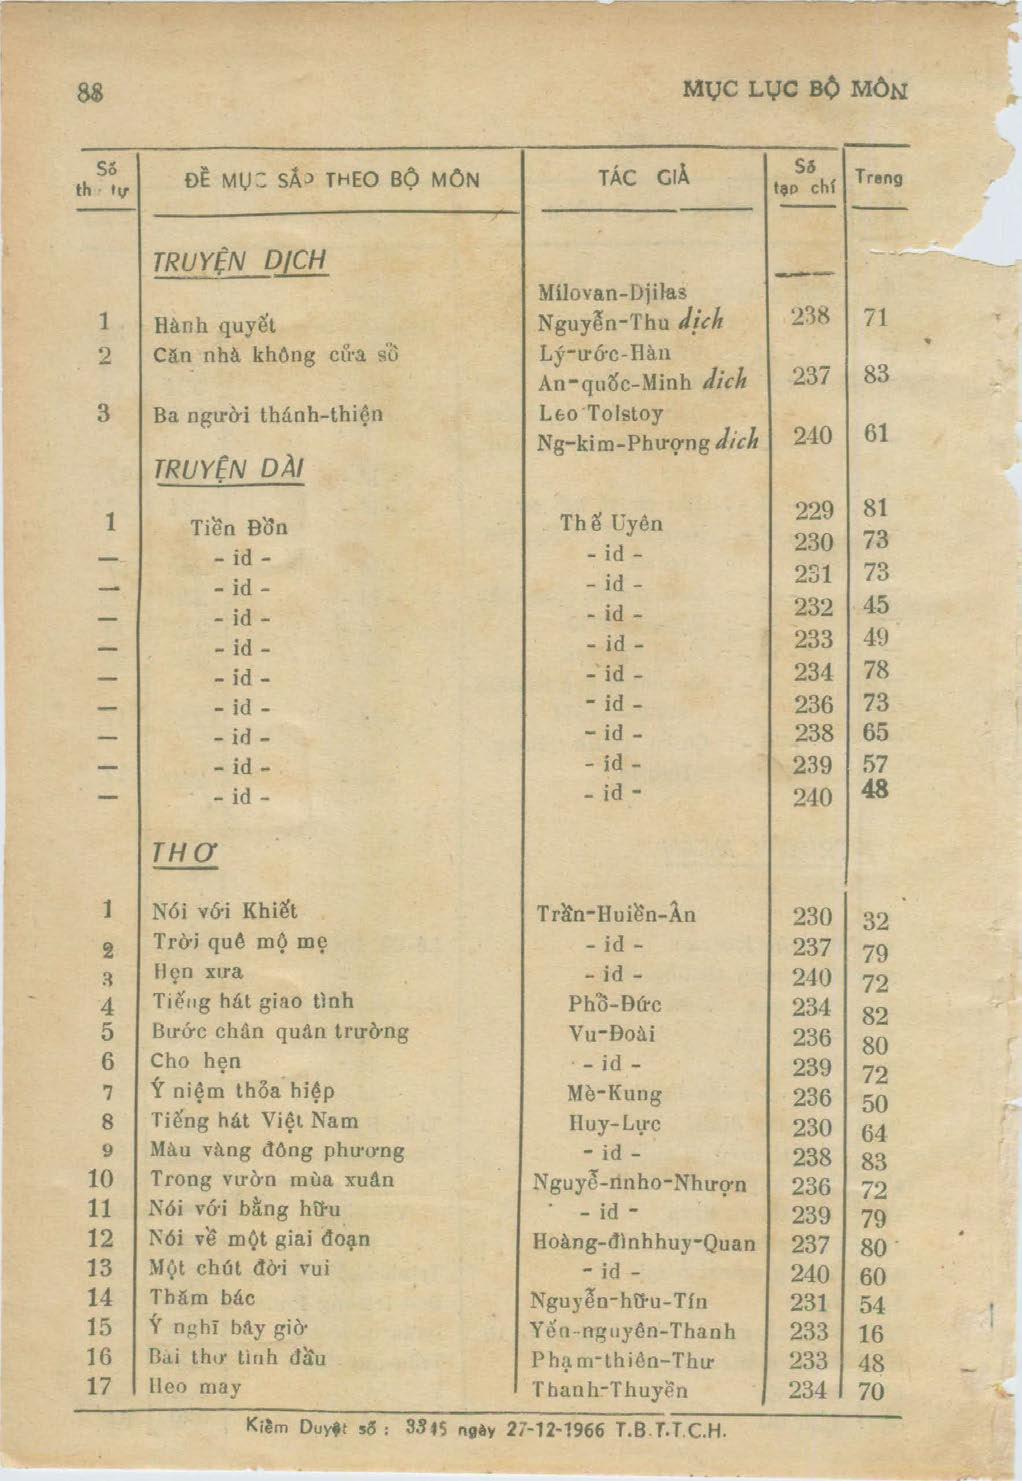 88 MỤC LỤC BỘ MÔN
Số thứ tự ĐỀ MỤC SẮP THEO BỘ MÔN TÁC GIẢ Số tạp chí Trang
TRUYỆN DỊCH
Milovan-Djilas
1 Hành quyết Nguyễn-Thu dịch 238 71
2 Căn nhà không cửa sổ Lý-ước-Hàn
An-quốc-Minh dich 237 83
3 Ba người thánh-thiện Leo Tolstoy
Ng-kim-Phượng dich 240 61
TRUYỆN DÀI
1 Tiền Đồn Thế Uyên 229 81
— - id - - id - 230 73
— - id - - id - 231 73
— - id - - id - 232 45
— - id - - id - 233 49
— - id - - id - 234 78
— - id - - id - 236 73
— - id - - id - 238 65
— - id - - id - 239 57
— - id - - id - 240 48
THƠ
1 Nói với Khiết Trần-Huiền-Ân 230 32
2 Trời quê mộ mẹ - id - 237 79
3 Hẹn xưa - id - 240 72
4 Tiếng hát giao tình Phổ-Đức 234 82
5 Bước chân quân trường Vu-Đoài 236 80
6 Cho hẹn - id - 239 72
7 Ý niệm thỏa hiệp Mè-Kung 236 50
8 Tiếng hát Việt Nam Huy-Lực 230 64
9 Màu vàng đông phương - id - 238 83
10 Trong vườn mùa xuân Nguyễ-nnho-Nhượn 236 72
11 Nói với bằng hữu - id - 239 79
12 Nói về một giai đoạn Hoàng-đìnhhuy-Quan 237 80
13 Một chút đời vui - id - 240 60
14 Thăm bác Nguyễn-hữu-Tín 231 54
15 Ý nghĩ bây giờ Yến-nguyên-Thanh 233 16
16 Bài thơ tình đầu Phạm-thiên-Thư 233 48
17 Heo may Thanh-Thuyền 234 70
Kiểm Duyệt số : 3345 ngày 27-12-1966 T.B.T.T.C.H.